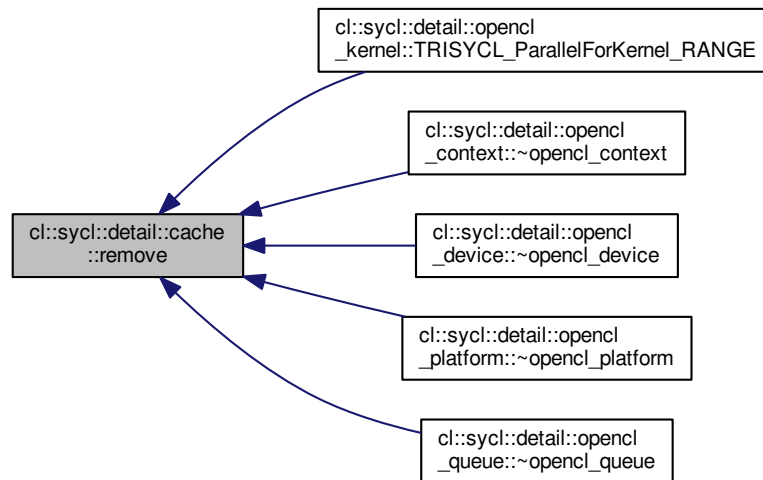 cl::sycl::detail::opencl
_kernel::TRISYCL_ParallelForKernel_RANGE
cl::sycl::detail::opencl
_context::~opencl_context
cl::sycl::detail::cache
::remove
cl::sycl::detail::opencl
_device::~opencl_device
cl::sycl::detail::opencl
_platform::~opencl_platform
cl::sycl::detail::opencl
_queue::~opencl_queue